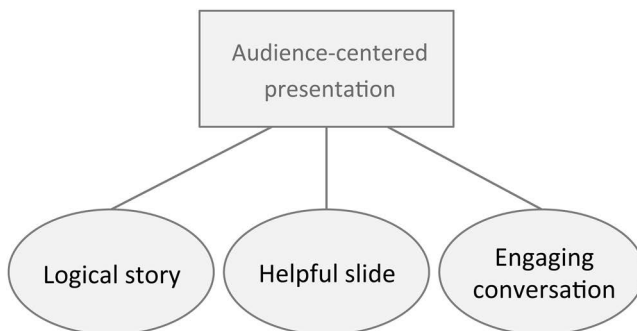 Audience-centered
presentation
Logical story
Helpful slide
Engaging
conversation